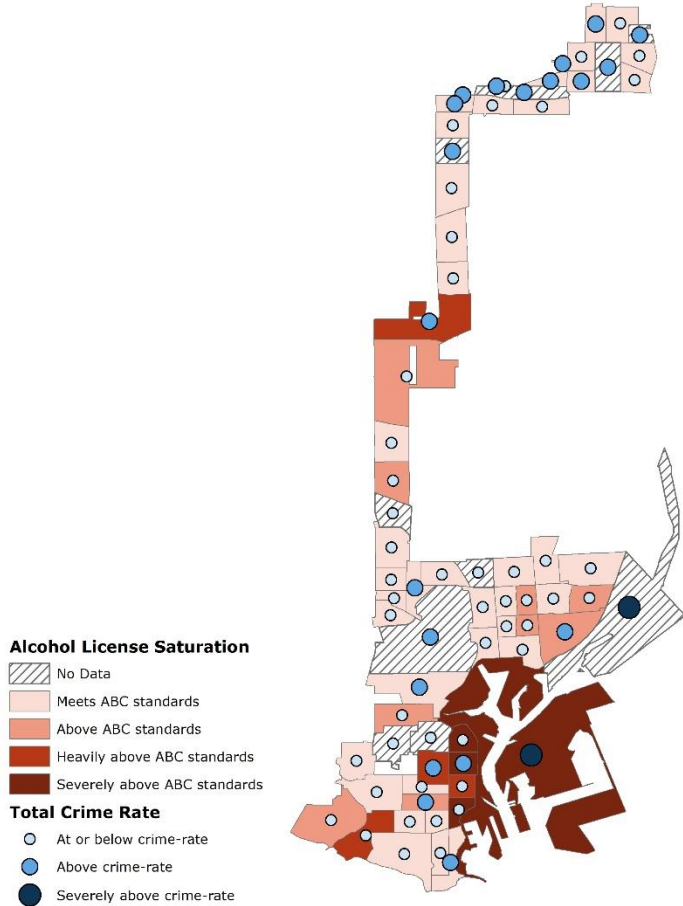 Alcohol License Saturation
No Data
Meets ABC standards
Above ABC standards
Heavily above ABC standards
Severely above ABC standards
Total Crime Rate
At or below crime-rate
Above crime-rate
Severely above crime-rate